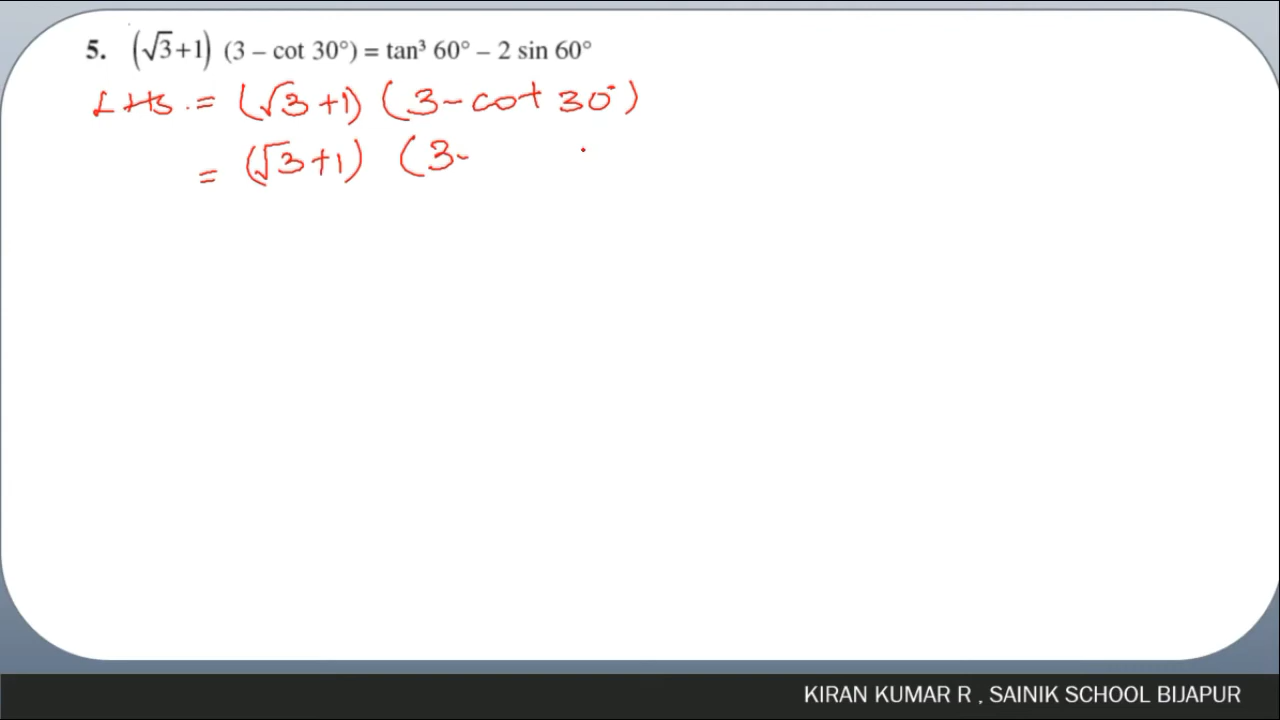 5. (√3+1) (3 – cot 30°) = tan³ 60° – 2 sin 60°
LHS. = (√3+1) (3-cot 30°)
= (√3+1) (3-
KIRAN KUMAR R , SAINIK SCHOOL BIJAPUR